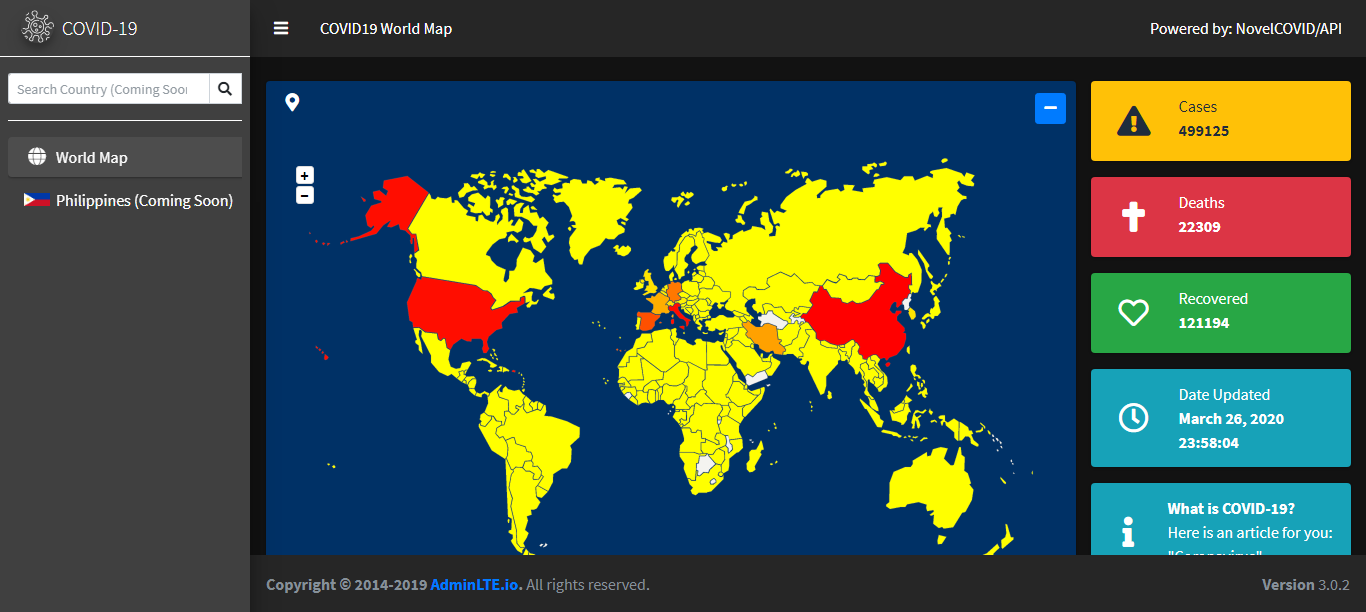 COVID-19
COVID19 World Map
Powered by: NovelCOVID/API
Search Country (Coming Soon
World Map
Philippines (Coming Soon)
+
−
−
Cases
499125
Deaths
22309
Recovered
121194
Date Updated
March 26, 2020
23:58:04
What is COVID-19?
Here is an article for you:
"Coronavirus"
Copyright © 2014-2019 AdminLTE.io. All rights reserved.
Version 3.0.2